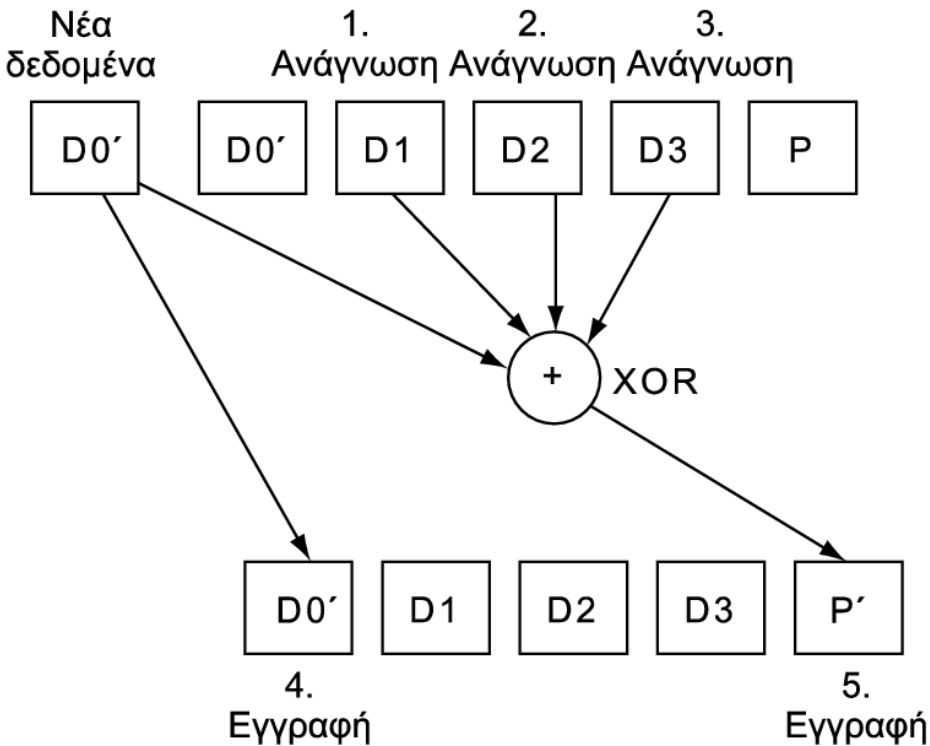 Νέα
δεδομένα
1.
Ανάγνωση
2.
Ανάγνωση
3.
Ανάγνωση
D0´ D0´ D1 D2 D3 P
+ XOR
D0´ D1 D2 D3 P´
4.
Εγγραφή
5.
Εγγραφή